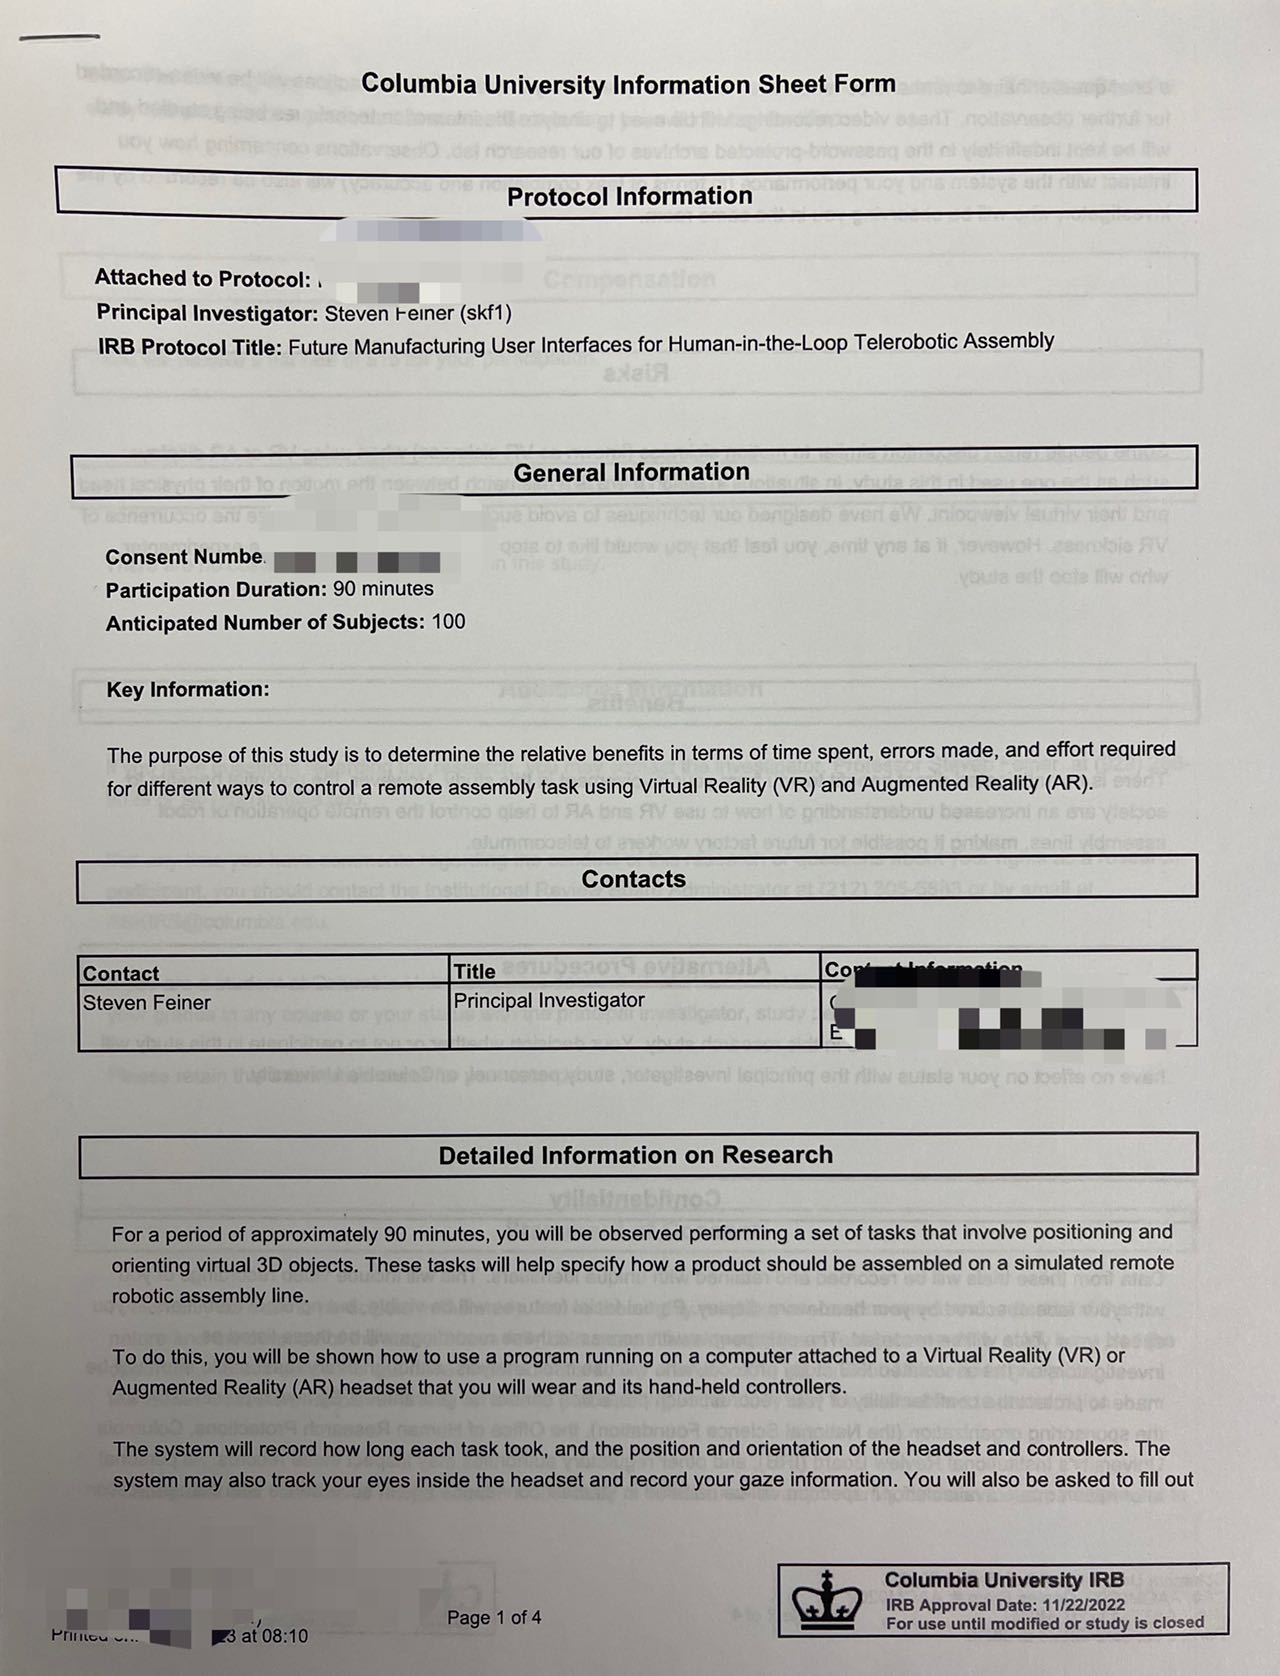 Columbia University Information Sheet Form
Protocol Information
Attached to Protocol:
Principal Investigator: Steven Feiner (skf1)
IRB Protocol Title: Future Manufacturing User Interfaces for Human-in-the-Loop Telerobotic Assembly
General Information
Consent Numbe
Participation Duration: 90 minutes
Anticipated Number of Subjects: 100
Key Information:
The purpose of this study is to determine the relative benefits in terms of time spent, errors made, and effort required
for different ways to control a remote assembly task using Virtual Reality (VR) and Augmented Reality (AR).
Contacts
Contact Title Contact Information
Steven Feiner Principal Investigator
Detailed Information on Research
For a period of approximately 90 minutes, you will be observed performing a set of tasks that involve positioning and
orienting virtual 3D objects. These tasks will help specify how a product should be assembled on a simulated remote
robotic assembly line.
To do this, you will be shown how to use a program running on a computer attached to a Virtual Reality (VR) or
Augmented Reality (AR) headset that you will wear and its hand-held controllers.
The system will record how long each task took, and the position and orientation of the headset and controllers. The
system may also track your eyes inside the headset and record your gaze information. You will also be asked to fill out
Printed 23 at 08:10
Page 1 of 4
Columbia University IRB
IRB Approval Date: 11/22/2022
For use until modified or study is closed